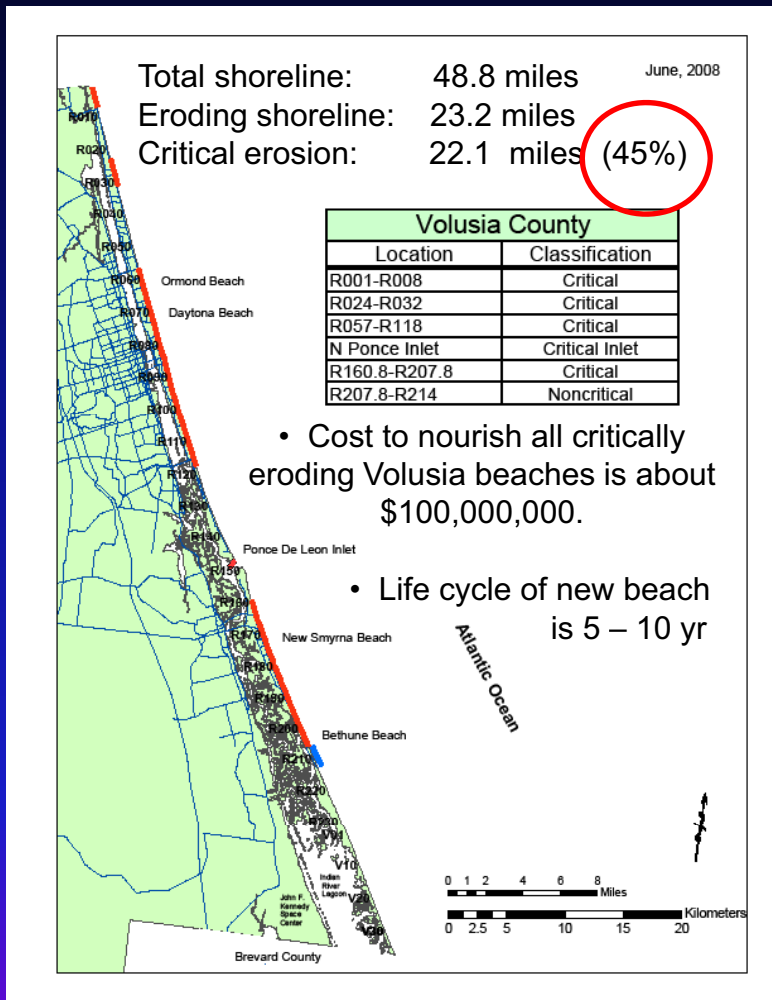 Total shoreline: 48.8 miles
June, 2008
Eroding shoreline: 23.2 miles
Critical erosion: 22.1 miles (45%)
Volusia County
Location Classification
R001-R008 Critical
R024-R032 Critical
R057-R118 Critical
N Ponce Inlet Critical Inlet
R160.8-R207.8 Critical
R207.8-R214 Noncritical
• Cost to nourish all critically
eroding Volusia beaches is about
$100,000,000.
• Life cycle of new beach
is 5 – 10 yr
R010
R020
R030
R040
R050
R060 Ormond Beach
R070 Daytona Beach
R080
R090
R100
R110
R120
R130
R140
Ponce De Leon Inlet
R150
R160
R170 New Smyrna Beach
R180
R190
R200
Bethune Beach
R210
R220
R230
V01
V10
V20
V30
Atlantic Ocean
Indian
River
Lagoon
John F.
Kennedy
Space
Center
Brevard County
0 1 2 4 6 8
Miles
Kilometers
0 2.5 5 10 15 20